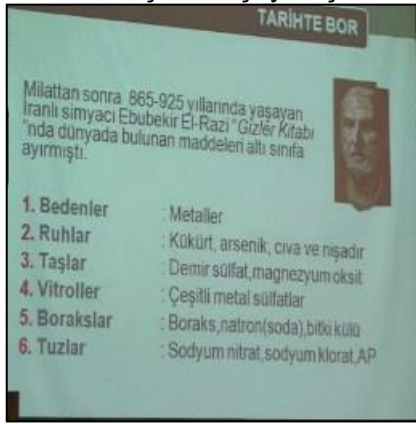 TARİHTE BOR
Milattan sonra 865-925 yıllarında yaşayan
İranlı simyacı Ebubekir El-Razi "Gizler Kitabı
"nda dünyada bulunan maddeleri altı sınıfa
ayırmıştı.
1. Bedenler : Metaller
2. Ruhlar : Kükürt, arsenik, cıva ve nişadır
3. Taşlar : Demir sülfat,magnezyum oksit
4. Vitroller : Çeşitli metal sülfatlar
5. Borakslar : Boraks,natron(soda),bitki külü
6. Tuzlar : Sodyum nitrat,sodyum klorat,AP